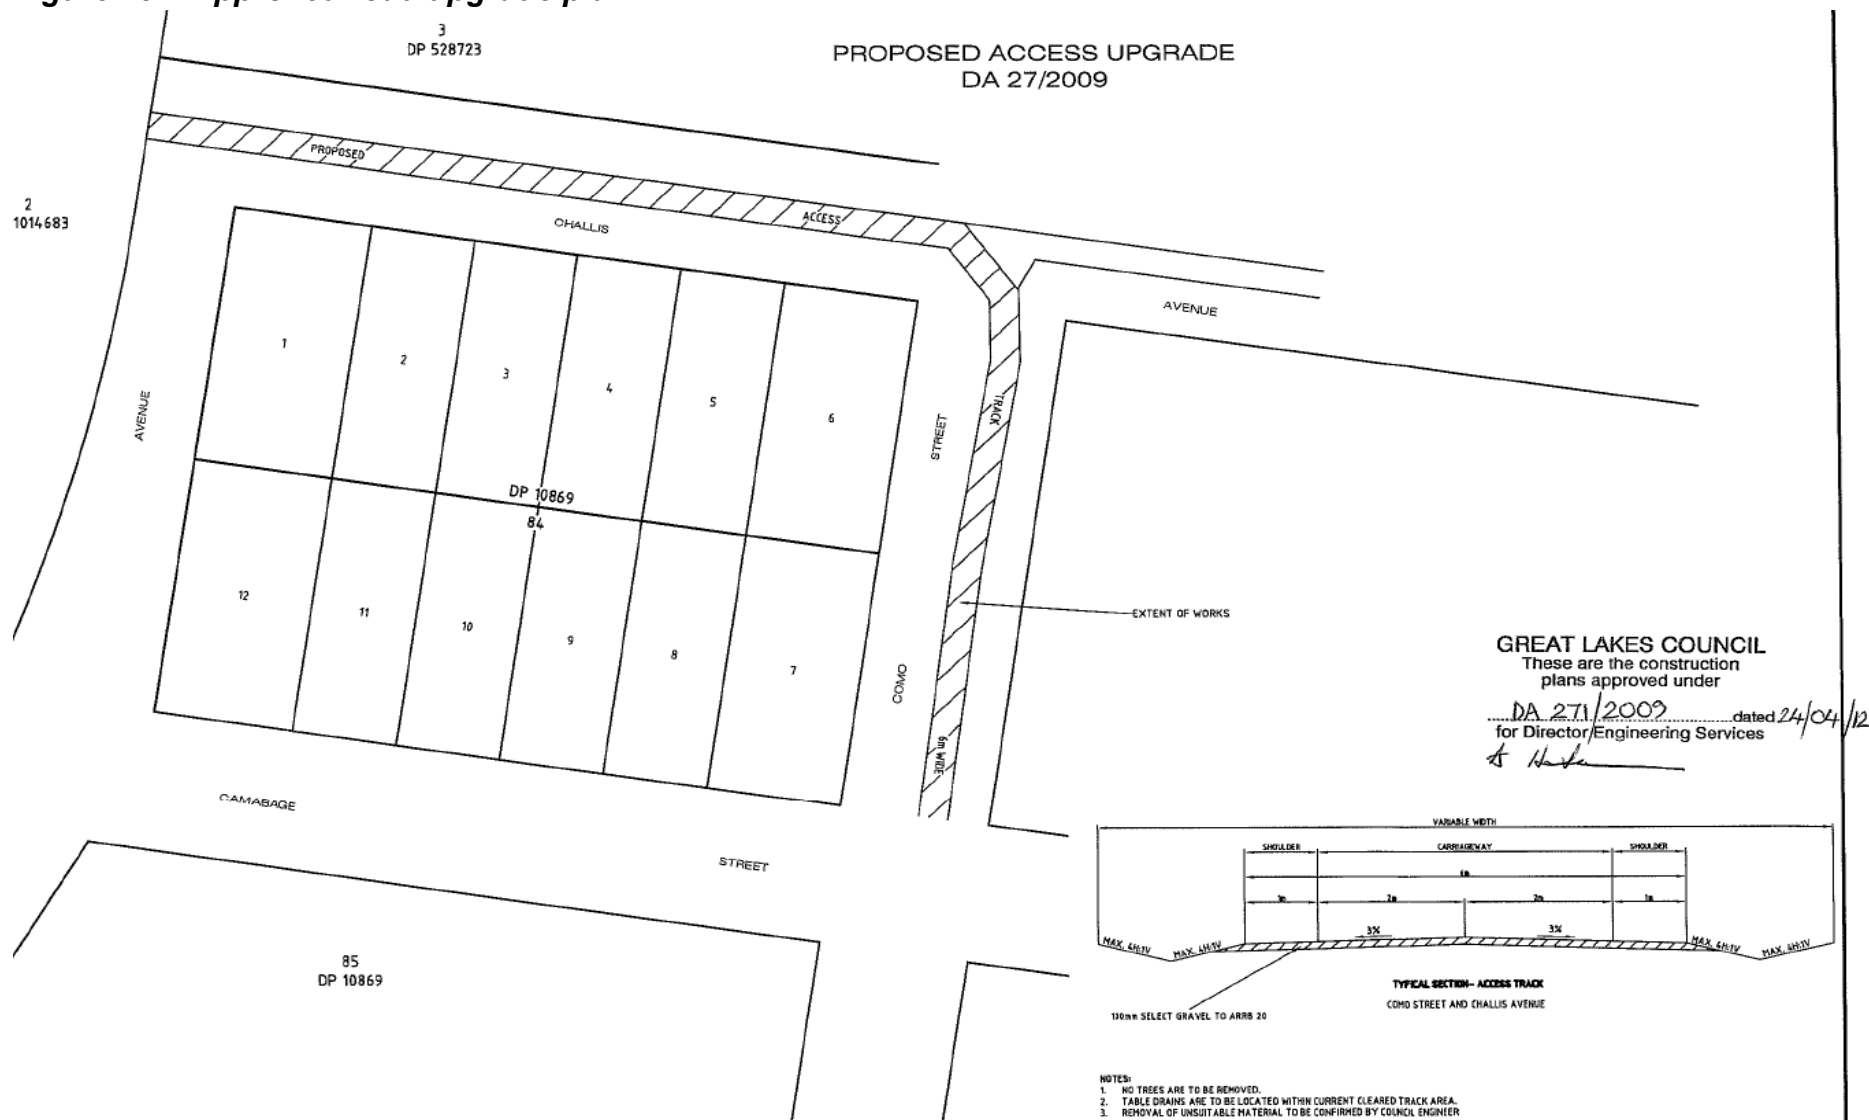 3
DP 528723
PROPOSED ACCESS UPGRADE
DA 27/2009
2
1014683
PROPOSED
ACCESS
TRACK
6m WIDE
CHALLIS
AVENUE
AVENUE
STREET
COMO
1
2
3
4
5
6
DP 10869
84
12
11
10
9
8
7
EXTENT OF WORKS
CAMABAGE
STREET
85
DP 10869
GREAT LAKES COUNCIL
These are the construction
plans approved under
DA 271/2009 dated 24/04/12
for Director Engineering Services
VARIABLE WIDTH
SHOULDER CARRIAGEWAY SHOULDER
6m
1m 2m 2m 1m
3% 3%
MAX. 4H:1V MAX. 4H:1V MAX. 4H:1V MAX. 4H:1V
TYPICAL SECTION- ACCESS TRACK
COMO STREET AND CHALLIS AVENUE
SELECT GRAVEL TO ARRB 20
NOTES:
1. NO TREES ARE TO BE REMOVED.
2. TABLE DRAINS ARE TO BE LOCATED WITHIN CURRENT CLEARED TRACK AREA.
3. REMOVAL OF UNSUITABLE MATERIAL TO BE CONFIRMED BY COUNCIL ENGINEER